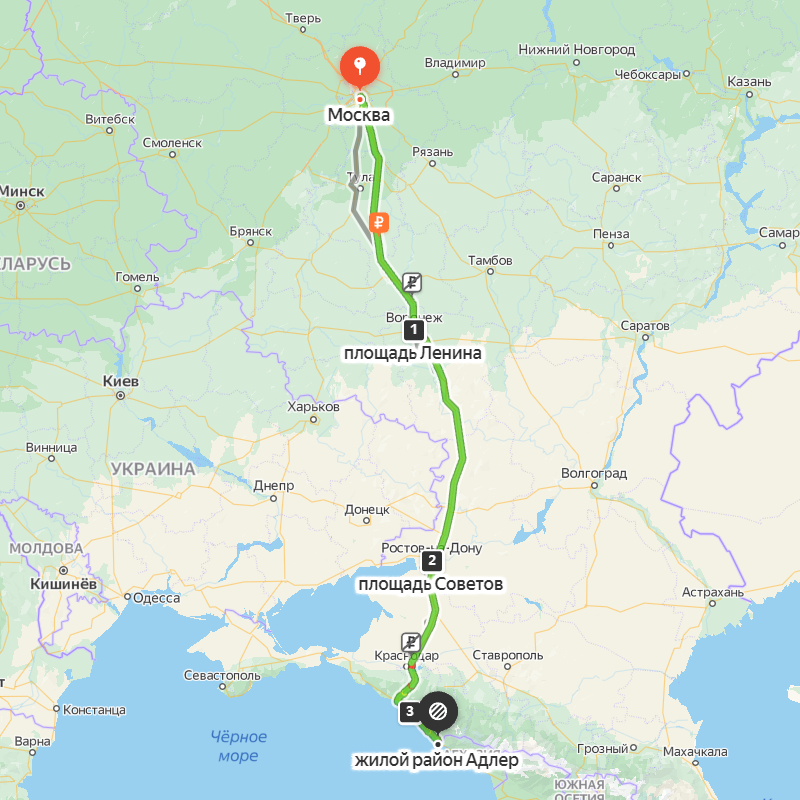 Тверь
Нижний Новгород
Владимир
Чебоксары
Казань
Москва
Витебск
Смоленск
Рязань
Тула
Саранск
Минск
Брянск
Пенза
Самар
ЛАРУСЬ
Гомель
Тамбов
₽
₽
Воронеж
1
Саратов
площадь Ленина
Киев
Харьков
Винница
УКРАИНА
Волгоград
Днепр
Донецк
МОЛДОВА
Ростов-на-Дону
2
Кишинёв
площадь Советов
Одесса
Астрахань
₽
Краснодар
Ставрополь
Севастополь
т
Констанца
3
Чёрное
море
Варна
Грозный
Махачкала
АБХАЗИЯ
жилой район Адлер
ЮЖНАЯ
ОСЕТИЯ